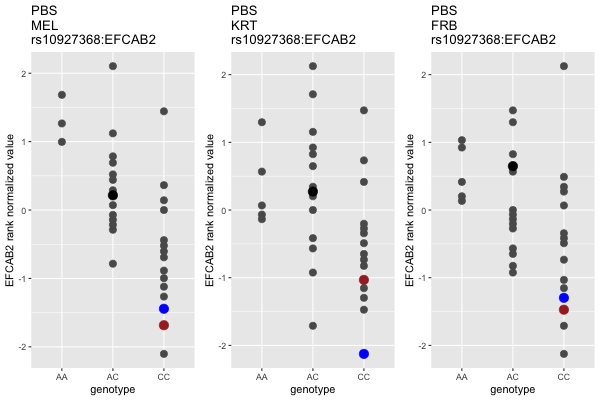 PBS
MEL
rs10927368:EFCAB2
EFCAB2 rank normalized value
2
1
0
-1
-2
AA
AC
CC
genotype
PBS
KRT
rs10927368:EFCAB2
EFCAB2 rank normalized value
2
1
0
-1
-2
AA
AC
CC
genotype
PBS
FRB
rs10927368:EFCAB2
EFCAB2 rank normalized value
2
1
0
-1
-2
AA
AC
CC
genotype